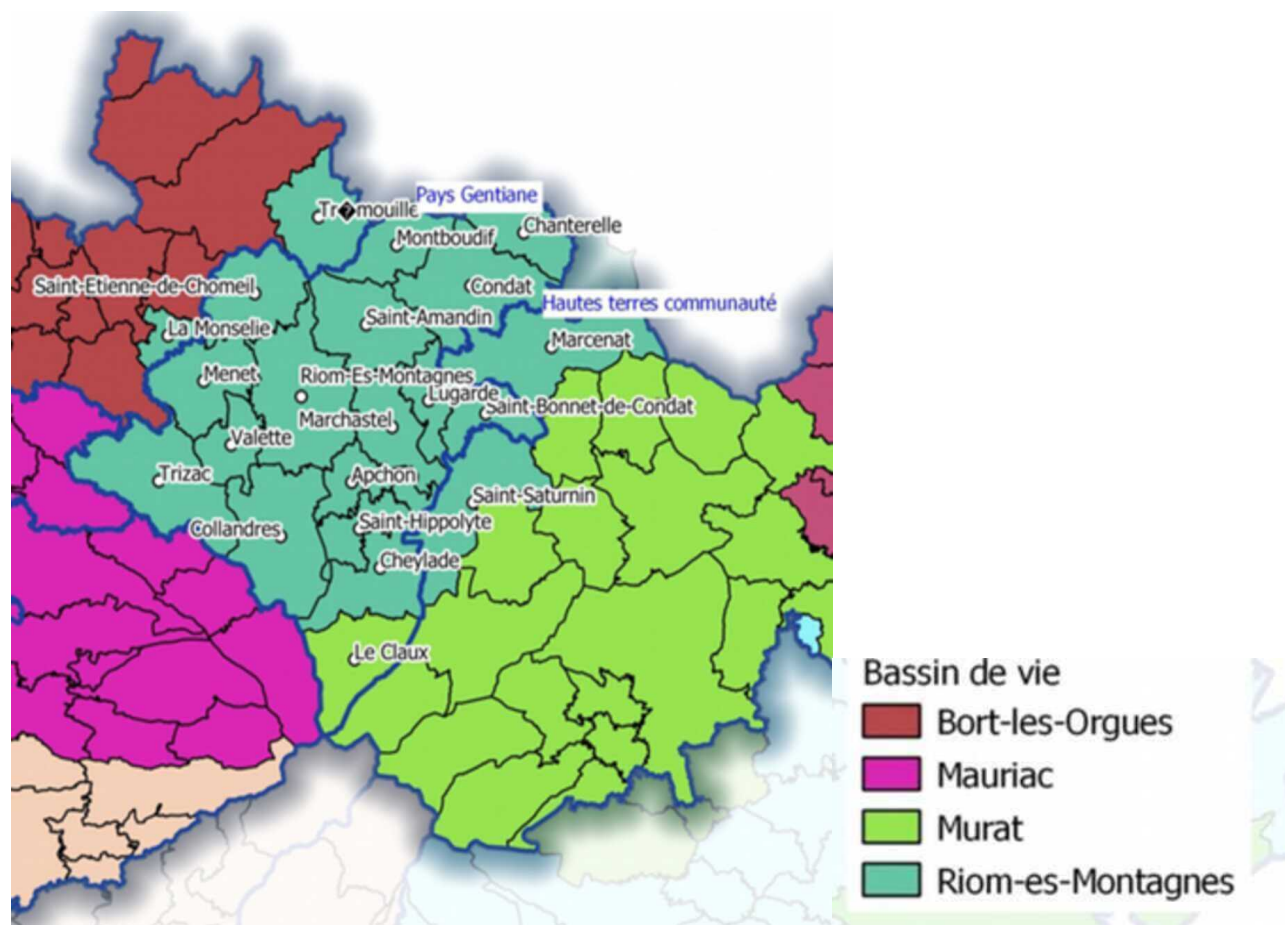 Tr�mouille
Pays Gentiane
Chanterelle
Montboudif
Saint-Etienne-de-Chomeil
Condat
Hautes terres communauté
Saint-Amandin
La Monselie
Marcenat
Menet
Riom-Es-Montagnes
Lugarde
Saint-Bonnet-de-Condat
Marchastel
Valette
Trizac
Apchon
Saint-Saturnin
Collandres
Saint-Hippolyte
Cheylade
Le Claux
Bassin de vie
Bort-les-Orgues
Mauriac
Murat
Riom-es-Montagnes